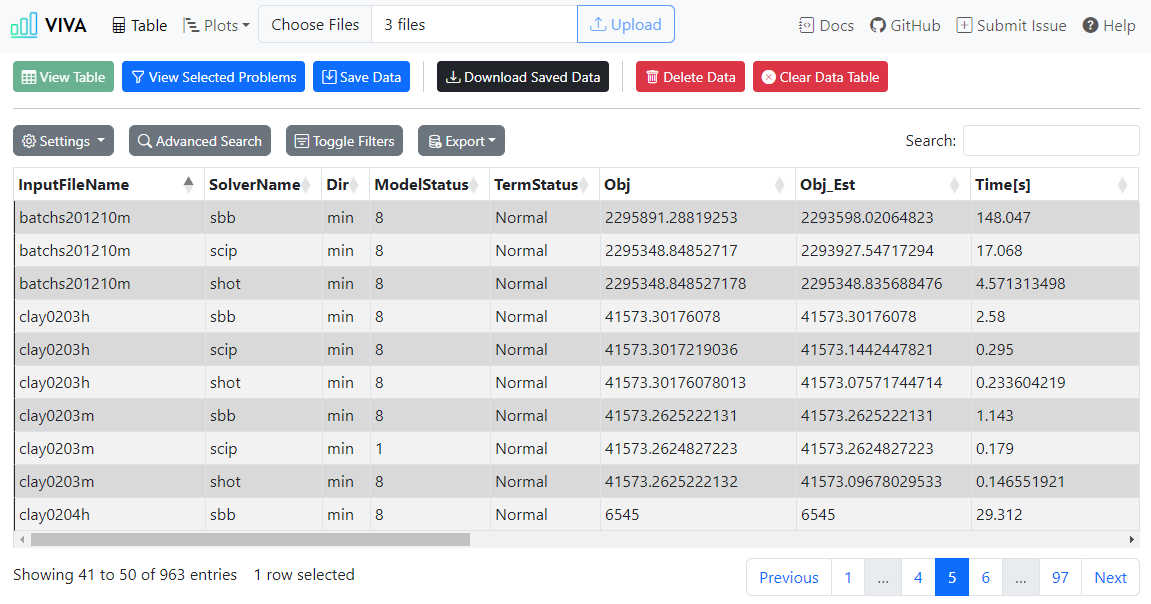 VIVA Table Plots Choose Files 3 files Upload Docs GitHub Submit Issue Help
View Table View Selected Problems Save Data Download Saved Data Delete Data Clear Data Table
Settings Advanced Search Toggle Filters Export Search:
InputFileName SolverName Dir ModelStatus TermStatus Obj Obj_Est Time[s]
batchs201210m sbb min 8 Normal 2295891.28819253 2293598.02064823 148.047
batchs201210m scip min 8 Normal 2295348.84852717 2293927.54717294 17.068
batchs201210m shot min 8 Normal 2295348.848527178 2295348.835688476 4.571313498
clay0203h sbb min 8 Normal 41573.30176078 41573.30176078 2.58
clay0203h scip min 8 Normal 41573.3017219036 41573.1442447821 0.295
clay0203h shot min 8 Normal 41573.30176078013 41573.07571744714 0.233604219
clay0203m sbb min 8 Normal 41573.2625222131 41573.2625222131 1.143
clay0203m scip min 1 Normal 41573.2624827223 41573.2624827223 0.179
clay0203m shot min 8 Normal 41573.2625222132 41573.09678029533 0.146551921
clay0204h sbb min 8 Normal 6545 6545 29.312
Showing 41 to 50 of 963 entries 1 row selected Previous 1 ... 4 5 6 ... 97 Next